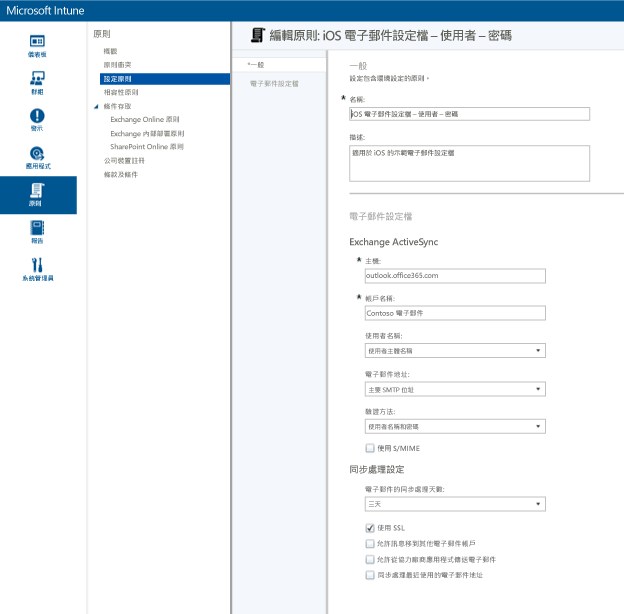 Microsoft Intune
儀表板
群組
警示
應用程式
原則
報告
系統管理員
原則
概觀
原則衝突
設定原則
相容性原則
條件存取
Exchange Online 原則
Exchange 內部部署原則
SharePoint Online 原則
公司裝置註冊
條款及條件
編輯原則: iOS 電子郵件設定檔 – 使用者 – 密碼
*一般
電子郵件設定檔
一般
設定包含環境設定的原則。
* 名稱:
iOS 電子郵件設定檔 – 使用者 – 密碼
描述:
適用於 iOS 的示範電子郵件設定檔
電子郵件設定檔
Exchange ActiveSync
* 主機:
outlook.office365.com
* 帳戶名稱:
Contoso 電子郵件
使用者名稱:
使用者主體名稱
電子郵件地址:
主要 SMTP 位址
驗證方法:
使用者名稱和密碼
使用 S/MIME
同步處理設定
電子郵件的同步處理天數:
三天
使用 SSL
允許訊息移到其他電子郵件帳戶
允許從協力廠商應用程式傳送電子郵件
同步處理最近使用的電子郵件地址